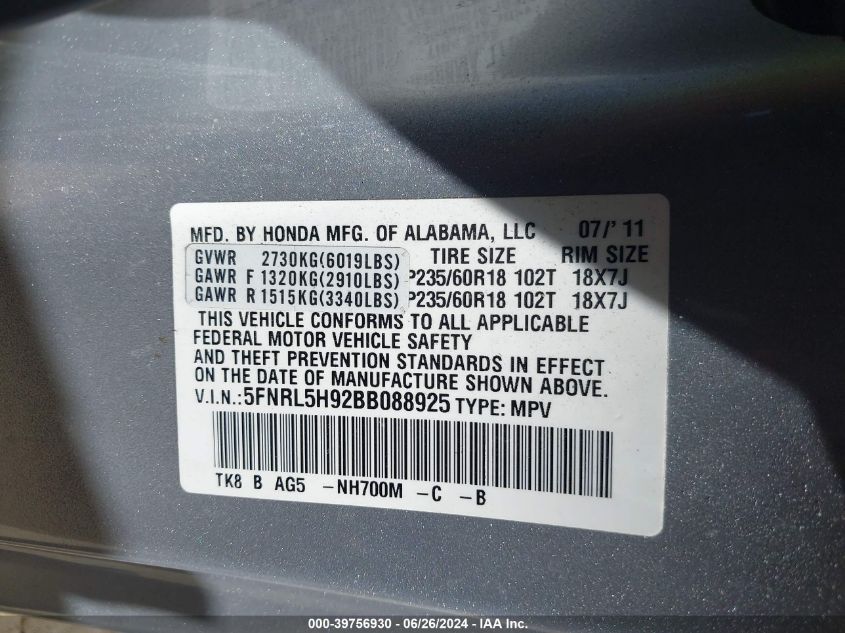 MFD. BY HONDA MFG. OF ALABAMA, LLC 07/' 11
GVWR 2730KG(6019LBS) TIRE SIZE RIM SIZE
GAWR F 1320KG(2910LBS) P235/60R18 102T 18X7J
GAWR R 1515KG(3340LBS) P235/60R18 102T 18X7J
THIS VEHICLE CONFORMS TO ALL APPLICABLE
FEDERAL MOTOR VEHICLE SAFETY
AND THEFT PREVENTION STANDARDS IN EFFECT
ON THE DATE OF MANUFACTURE SHOWN ABOVE.
V.I.N.: 5FNRL5H92BB088925 TYPE: MPV
TK8 B AG5 -NH700M -C -B
000-39756930 / 06/26/2024 - IAA Inc.